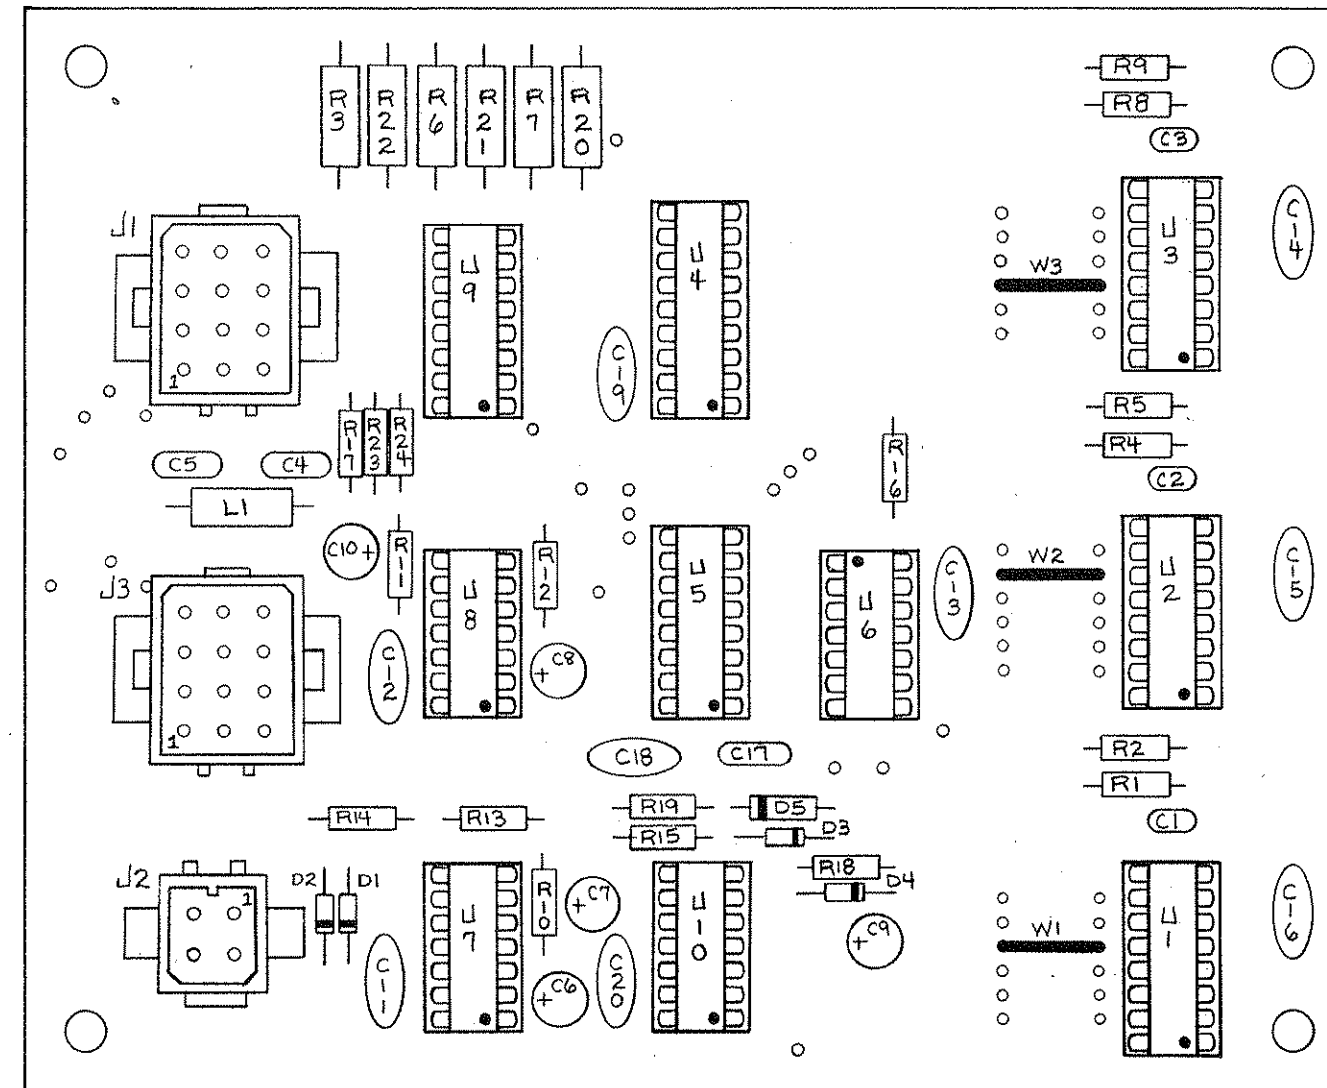 R3
R22
R6
R21
R7
R20
R9
R8
C3
J1
U9
U4
U3
C14
W3
C19
1
R17
R23
R24
R5
R4
C2
C5
C4
R16
L1
C10+
R11
R12
J3
U8
U5
U6
C13
W2
U2
C15
C12
+C8
1
C18
C17
R2
R1
C1
R14
R13
R19
D5
R15
D3
R18
D4
J2
1
D2
D1
U7
R10
+C7
U10
+C9
W1
U1
C16
C11
+C6
C20